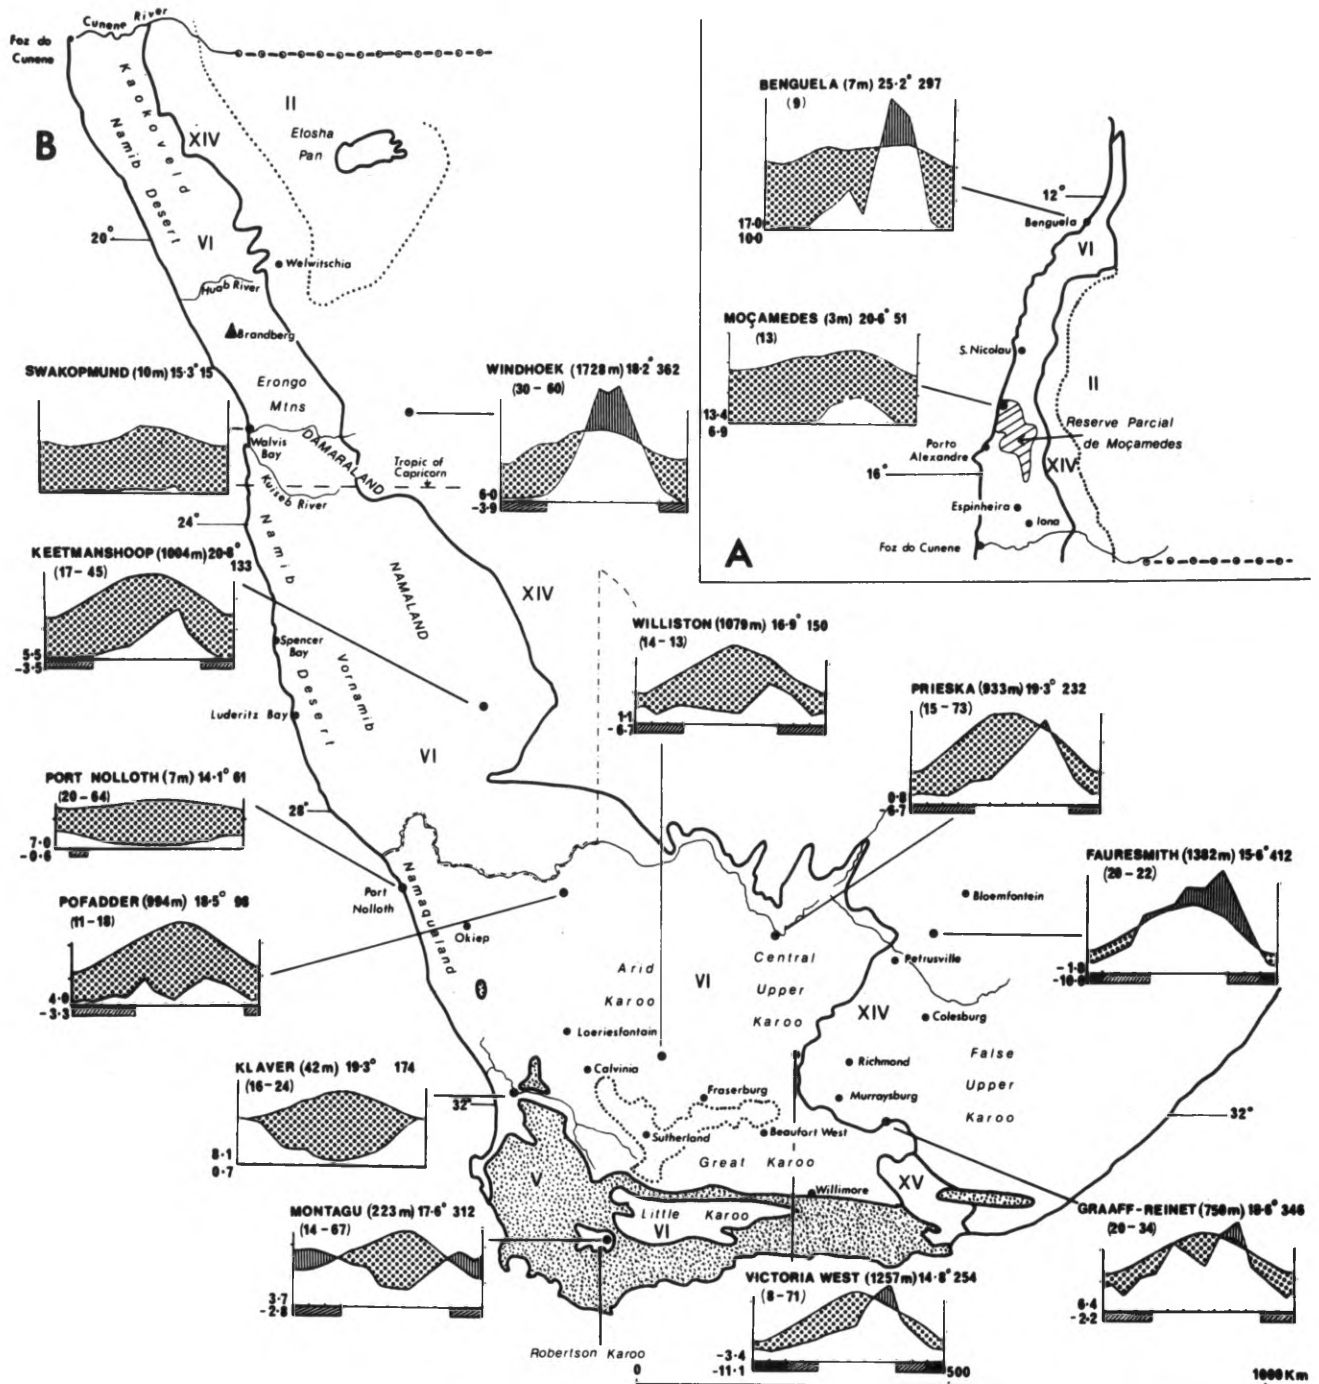 Cunene River
Foz do
Cunene
B
Kaokoveld
Namib Desert
XIV
II
Etosha
Pan
20°
VI
Welwitschia
Huab River
Brandberg
SWAKOPMUND (10m) 15·3° 15
Erongo
Mtns
WINDHOEK (1728m) 18·2° 362
(30 - 60)
6·0
-3·9
Walvis
Bay
DAMARALAND
Tropic of
Capricorn
Kuiseb River
24°
KEETMANSHOOP (1004m) 20·8°
133
(17 - 45)
5·5
-3·5
Namib
Desert
NAMALAND
XIV
Spencer
Bay
Vornamib
Luderitz Bay
VI
PORT NOLLOTH (7m) 14·1° 61
(20 - 64)
7·0
-0·6
28°
Port
Nolloth
Namaqualand
POFADDER (994m) 18·5° 98
(11 - 18)
4·0
-3·3
Okiep
WILLISTON (1079m) 16·9° 150
(14 - 13)
1·1
-6·7
PRIESKA (933m) 19·3° 232
(15 - 73)
0·8
-6·7
FAURESMITH (1382m) 15·6° 412
(20 - 22)
-1·8
-10·0
Bloemfontein
Petrusville
Arid
Karoo
VI
Central
Upper
Karoo
XIV
Colesburg
Loeriesfontain
False
Upper
Karoo
Richmond
Murraysburg
Calvinia
Fraserburg
KLAVER (42m) 19·3° 174
(16 - 24)
8·1
0·7
32°
32°
Sutherland
Beaufort West
Great Karoo
V
XV
Willimore
Little Karoo
VI
MONTAGU (223m) 17·6° 312
(14 - 67)
3·7
-2·8
GRAAFF-REINET (750m) 18·6° 346
(20 - 34)
6·4
-2·2
VICTORIA WEST (1257m) 14·8° 254
(8 - 71)
-3·4
-11·1
Robertson Karoo
0 500 1000 Km
BENGUELA (7m) 25·2° 297
(9)
17·0
10·0
12°
Benguela
VI
MOÇAMEDES (3m) 20·6° 51
(13)
13·4
6·9
S. Nicolau
II
Reserve Parcial
de Moçamedes
Porto
Alexandre
16°
XIV
Espinheira
Iona
Foz do Cunene
A